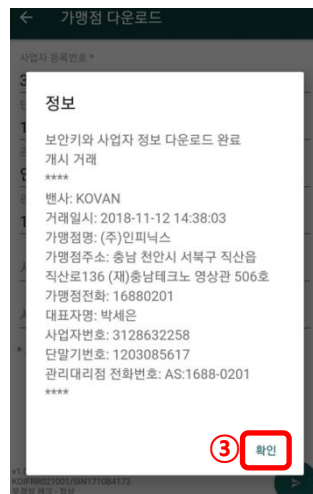 ← 가맹점 다운로드
사업자 등록번호 *
정보
보안키와 사업자 정보 다운로드 완료
개시 거래
****
밴사: KOVAN
거래일시: 2018-11-12 14:38:03
가맹점명: (주)인피닉스
가맹점주소: 충남 천안시 서북구 직산읍
직산로136 (재)충남테크노 영상관 506호
가맹점전화: 16880201
대표자명: 박세은
사업자번호: 3128632258
단말기번호: 1203085617
관리대리점 전화번호: AS:1688-0201
****
③ 확인
KOIFRR021001/0IN1710B4173